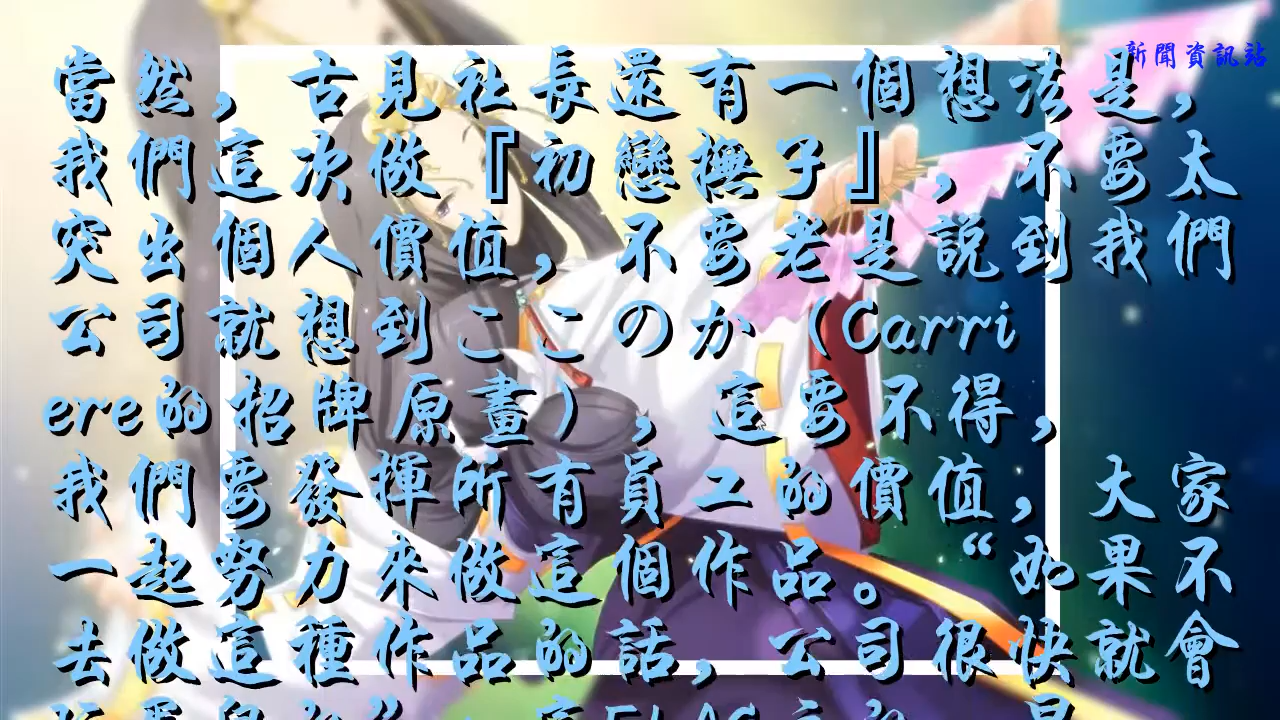 新聞資訊站
當然，古見社長還有一個想法是，
我們這次做『初戀撫子』，不要太
突出個人價值，不要老是說到我們
公司就想到ここのか（Carri
ere的招牌原畫），這要不得，
我們要發揮所有員工的價值，大家
一起努力來做這個作品。“如果不
去做這種作品的話，公司很快就會